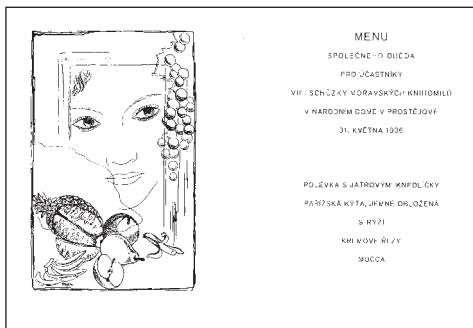 MENU
SPOLEČNÉHO OBĚDA
PRO ÚČASTNÍKY
VIII. SCHŮZKY MORAVSKÝCH KNIHOMILŮ
V NÁRODNÍM DOMĚ V PROSTĚJOVĚ
31. KVĚTNA 1936
POLÉVKA S JÁTROVÝMI KNEDLÍČKY
PAŘÍŽSKÁ KÝTA, JEMNĚ OBLOŽENÁ
S RÝŽÍ
KRÉMOVÉ ŘEZY
MOCCA